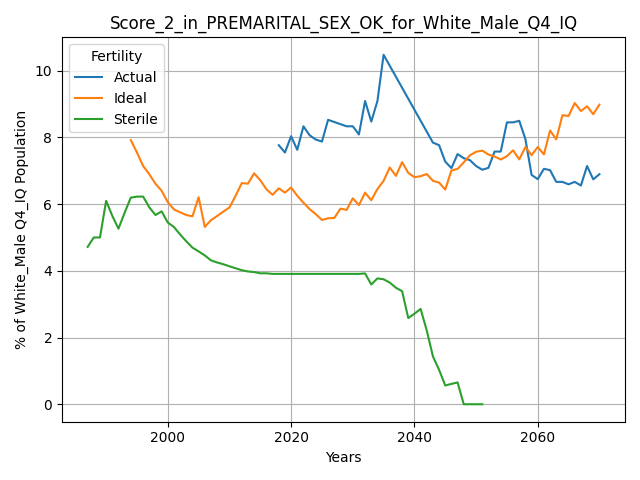 Score_2_in_PREMARITAL_SEX_OK_for_White_Male_Q4_IQ
Fertility
Actual
Ideal
Sterile
% of White_Male Q4_IQ Population
10
8
6
4
2
0
2000 2020 2040 2060
Years